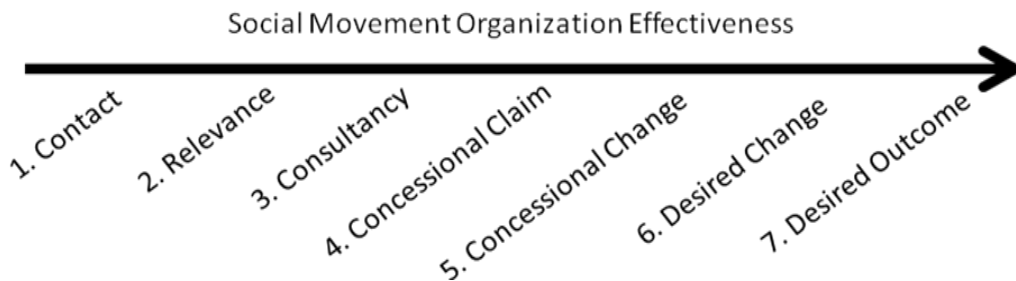 Social Movement Organization Effectiveness
1. Contact
2. Relevance
3. Consultancy
4. Concessional Claim
5. Concessional Change
6. Desired Change
7. Desired Outcome